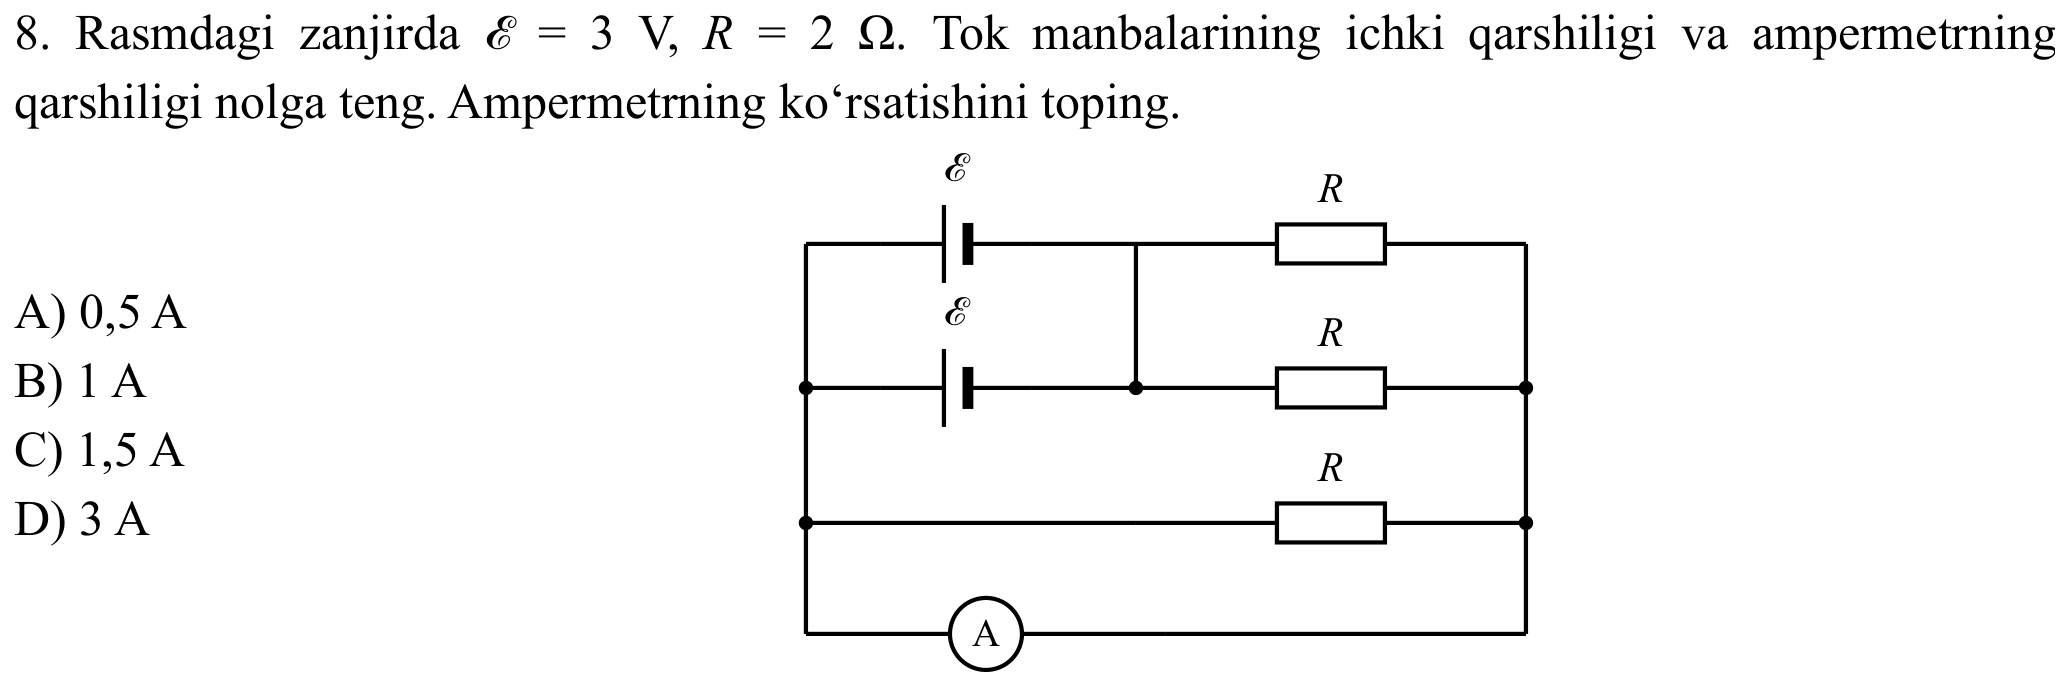 8. Rasmdagi zanjirda ℰ = 3 V, R = 2 Ω. Tok manbalarining ichki qarshiligi va ampermetrning
qarshiligi nolga teng. Ampermetrning ko‘rsatishini toping.
ℰ
R
A) 0,5 A
ℰ
R
B) 1 A
C) 1,5 A
R
D) 3 A
A